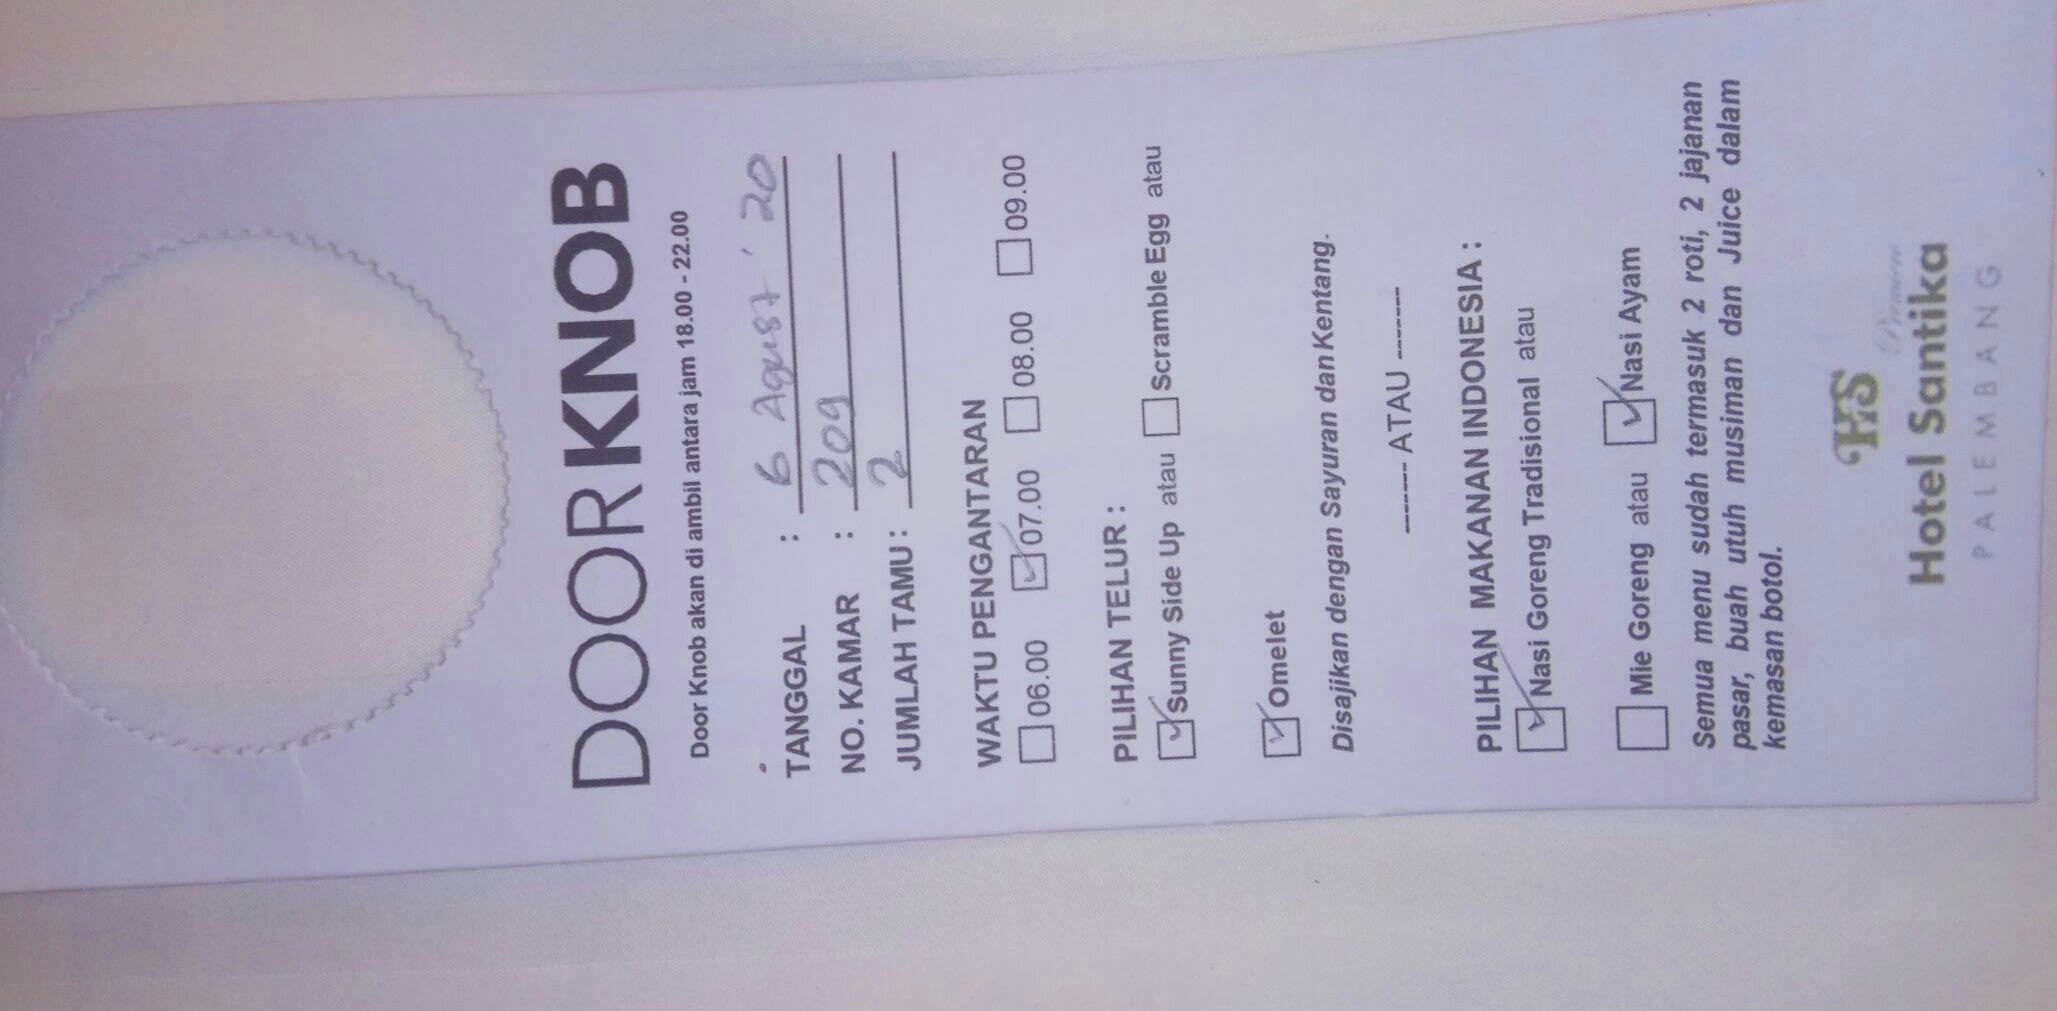 DOORKNOB
Door Knob akan di ambil antara jam 18.00 - 22.00
TANGGAL : 6 Agust ' 20
NO. KAMAR : 209
JUMLAH TAMU : 2
WAKTU PENGANTARAN
☐ 06.00 ☑ 07.00 ☐ 08.00 ☐ 09.00
PILIHAN TELUR :
☑ Sunny Side Up atau ☐ Scramble Egg atau
☑ Omelet
Disajikan dengan Sayuran dan Kentang.
------ ATAU ------
PILIHAN MAKANAN INDONESIA :
☑ Nasi Goreng Tradisional atau
☐ Mie Goreng atau ☑ Nasi Ayam
Semua menu sudah termasuk 2 roti, 2 jajanan
pasar, buah utuh musiman dan Juice dalam
kemasan botol.
HS
Hotel Santika
PALEMBANG